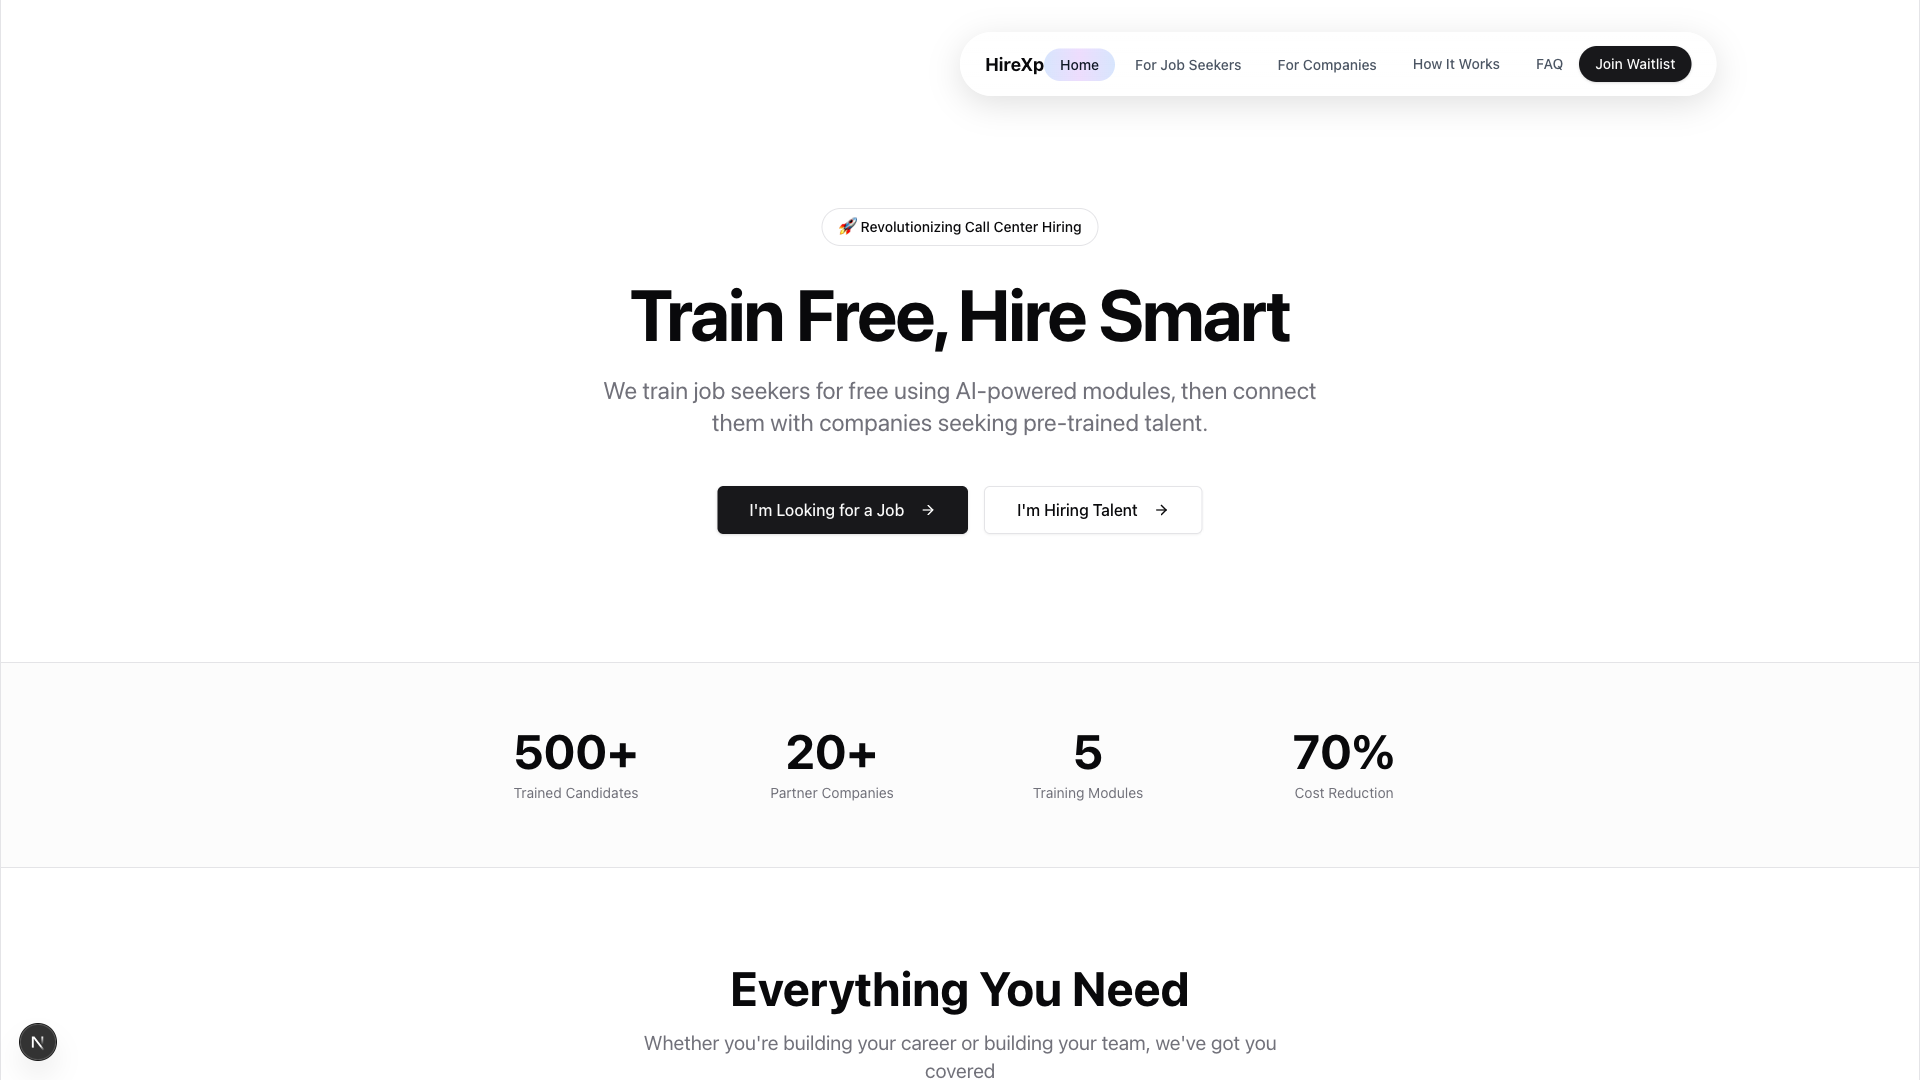 HireXp Home For Job Seekers For Companies How It Works FAQ Join Waitlist
🚀 Revolutionizing Call Center Hiring
Train Free, Hire Smart
We train job seekers for free using AI-powered modules, then connect
them with companies seeking pre-trained talent.
I'm Looking for a Job → I'm Hiring Talent →
500+ 20+ 5 70%
Trained Candidates Partner Companies Training Modules Cost Reduction
Everything You Need
Whether you're building your career or building your team, we've got you
covered
N